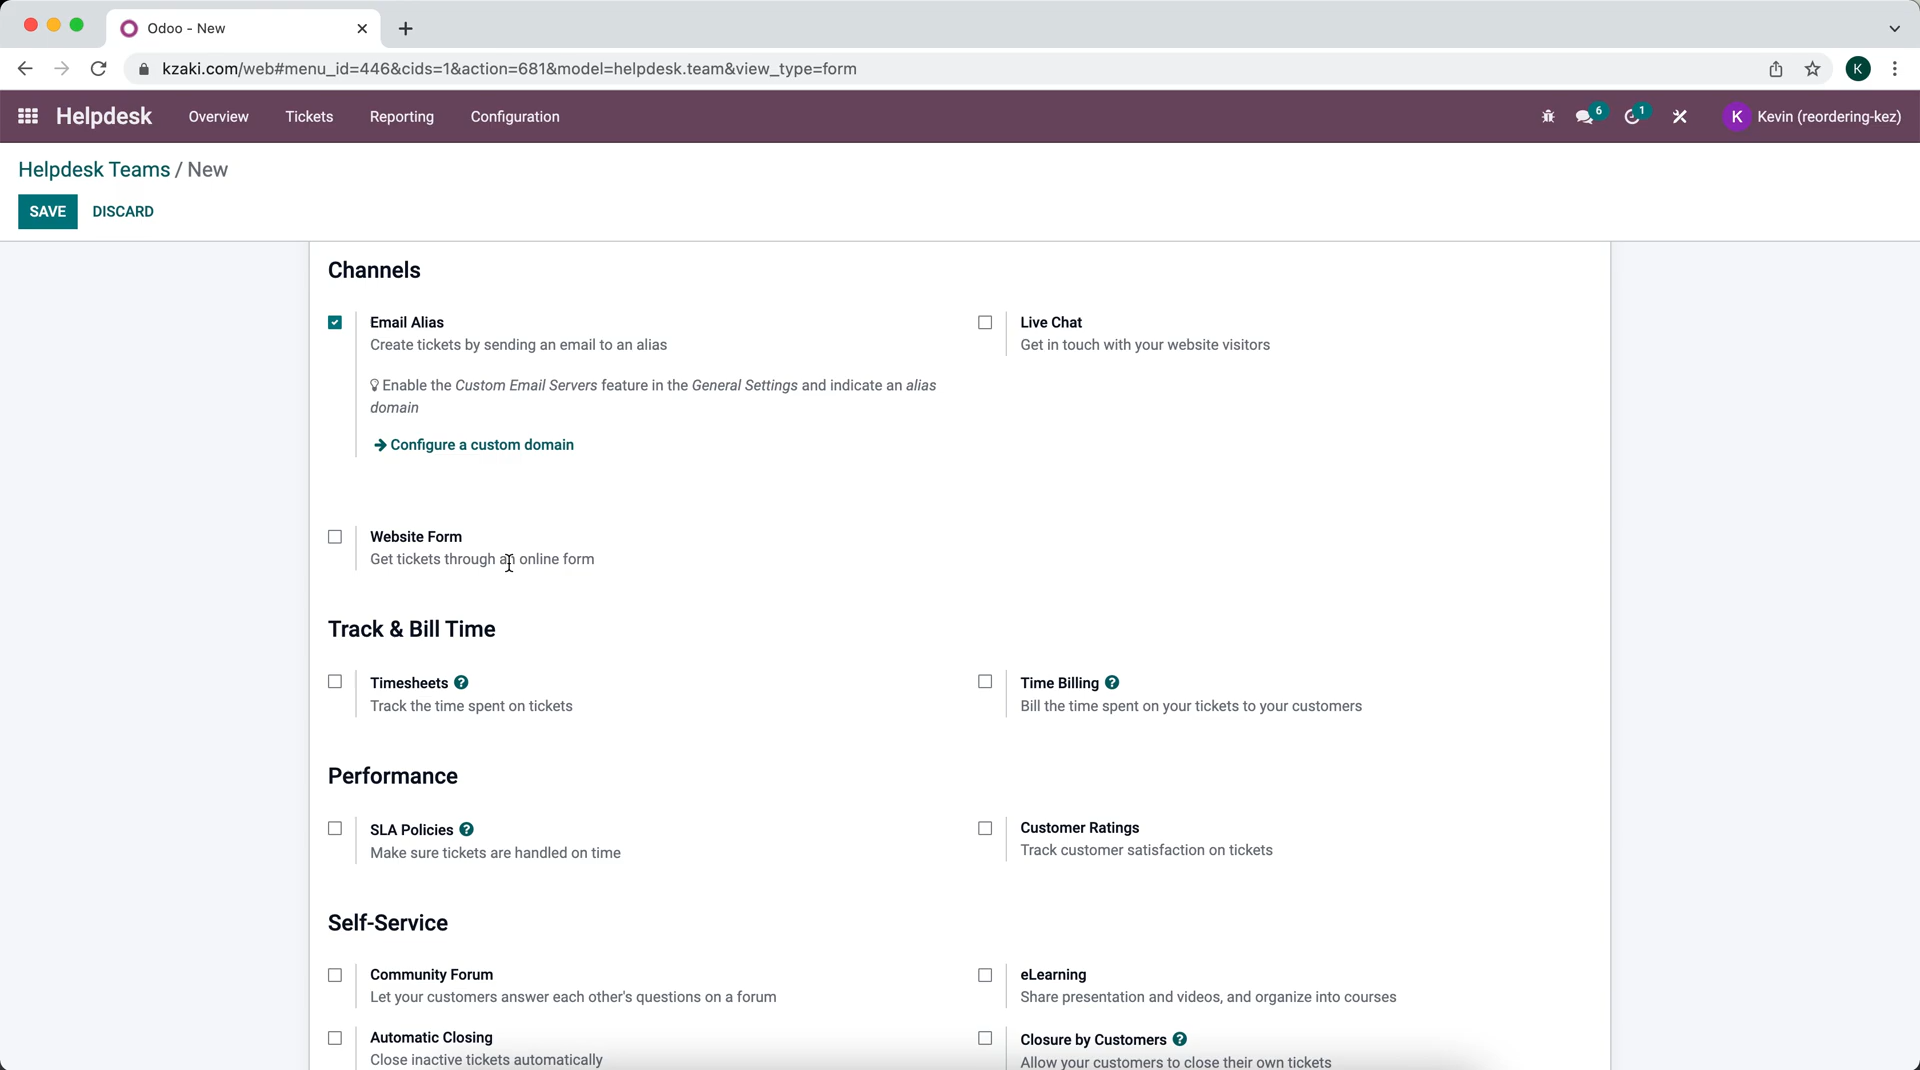 Odoo - New
kzaki.com/web#menu_id=446&cids=1&action=681&model=helpdesk.team&view_type=form
K
Helpdesk Overview Tickets Reporting Configuration 6 1 K Kevin (reordering-kez)
Helpdesk Teams / New
SAVE DISCARD
Channels
Email Alias
Create tickets by sending an email to an alias
Enable the Custom Email Servers feature in the General Settings and indicate an alias
domain
Configure a custom domain
Live Chat
Get in touch with your website visitors
Website Form
Get tickets through an online form
Track & Bill Time
Timesheets ?
Track the time spent on tickets
Time Billing ?
Bill the time spent on your tickets to your customers
Performance
SLA Policies ?
Make sure tickets are handled on time
Customer Ratings
Track customer satisfaction on tickets
Self-Service
Community Forum
Let your customers answer each other's questions on a forum
eLearning
Share presentation and videos, and organize into courses
Automatic Closing
Close inactive tickets automatically
Closure by Customers ?
Allow your customers to close their own tickets